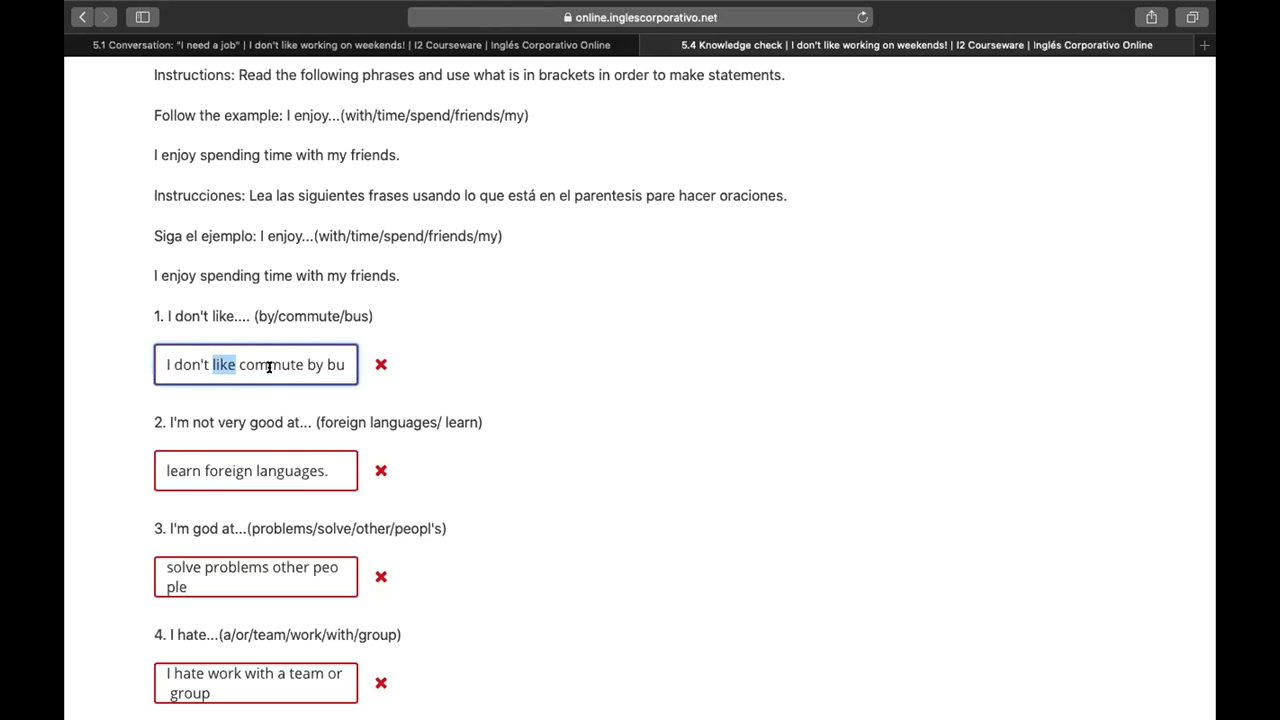 online.inglescorporativo.net
5.1 Conversation: "I need a job" | I don't like working on weekends! | I2 Courseware | Inglés Corporativo Online
5.4 Knowledge check | I don't like working on weekends! | I2 Courseware | Inglés Corporativo Online
Instructions: Read the following phrases and use what is in brackets in order to make statements.
Follow the example: I enjoy...(with/time/spend/friends/my)
I enjoy spending time with my friends.
Instrucciones: Lea las siguientes frases usando lo que está en el parentesis pare hacer oraciones.
Siga el ejemplo: I enjoy...(with/time/spend/friends/my)
I enjoy spending time with my friends.
1. I don't like.... (by/commute/bus)
I don't like commute by bu
2. I'm not very good at... (foreign languages/ learn)
learn foreign languages.
3. I'm god at...(problems/solve/other/peopl's)
solve problems other peo
ple
4. I hate...(a/or/team/work/with/group)
I hate work with a team or
group